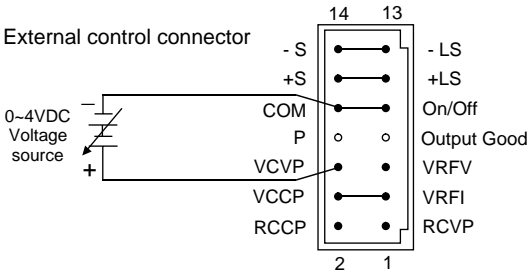 14 13
External control connector
- S - LS
+S +LS
COM On/Off
0~4VDC
Voltage
source
–
+
P Output Good
VCVP VRFV
VCCP VRFI
RCCP RCVP
2 1